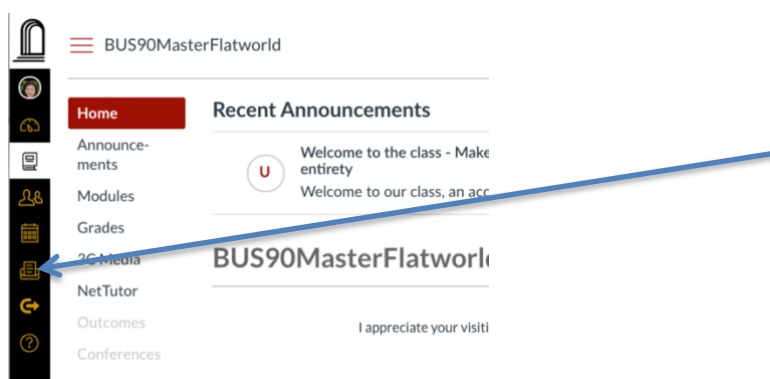 BUS90MasterFlatworld
Home
Announce-
ments
Modules
Grades
3C Media
NetTutor
Outcomes
Conferences
Recent Announcements
U
Welcome to the class - Make
entirety
Welcome to our class, an acc
BUS90MasterFlatworl
I appreciate your visiti
?